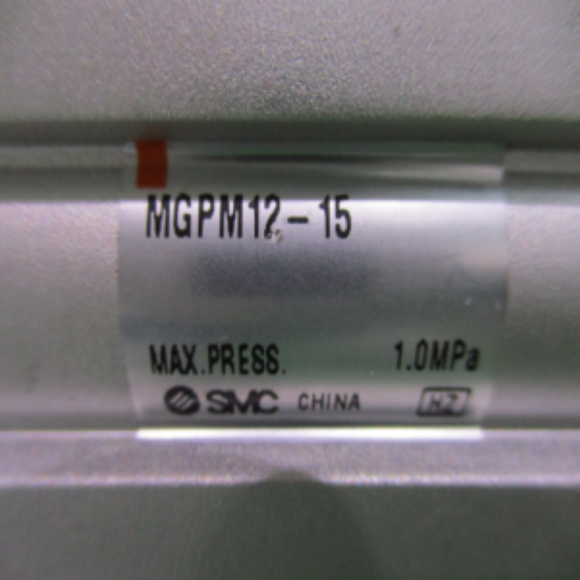 MGPM12-15
MAX.PRESS. 1.0MPa
SMC CHINA HZ